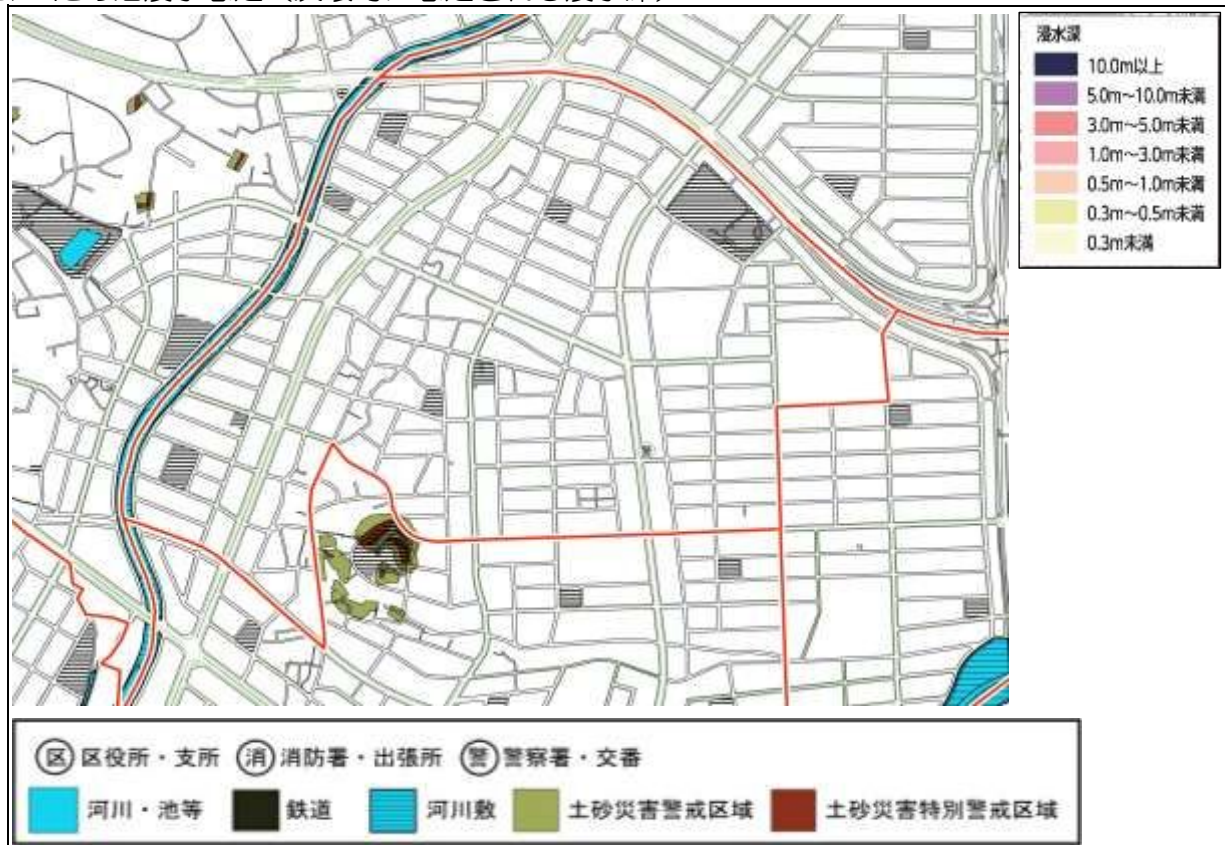 浸水深
10.0m以上
5.0m～10.0m未満
3.0m～5.0m未満
1.0m～3.0m未満
0.5m～1.0m未満
0.3m～0.5m未満
0.3m未満
区 区役所・支所 消 消防署・出張所 警 警察署・交番
河川・池等 鉄道 河川敷 土砂災害警戒区域 土砂災害特別警戒区域